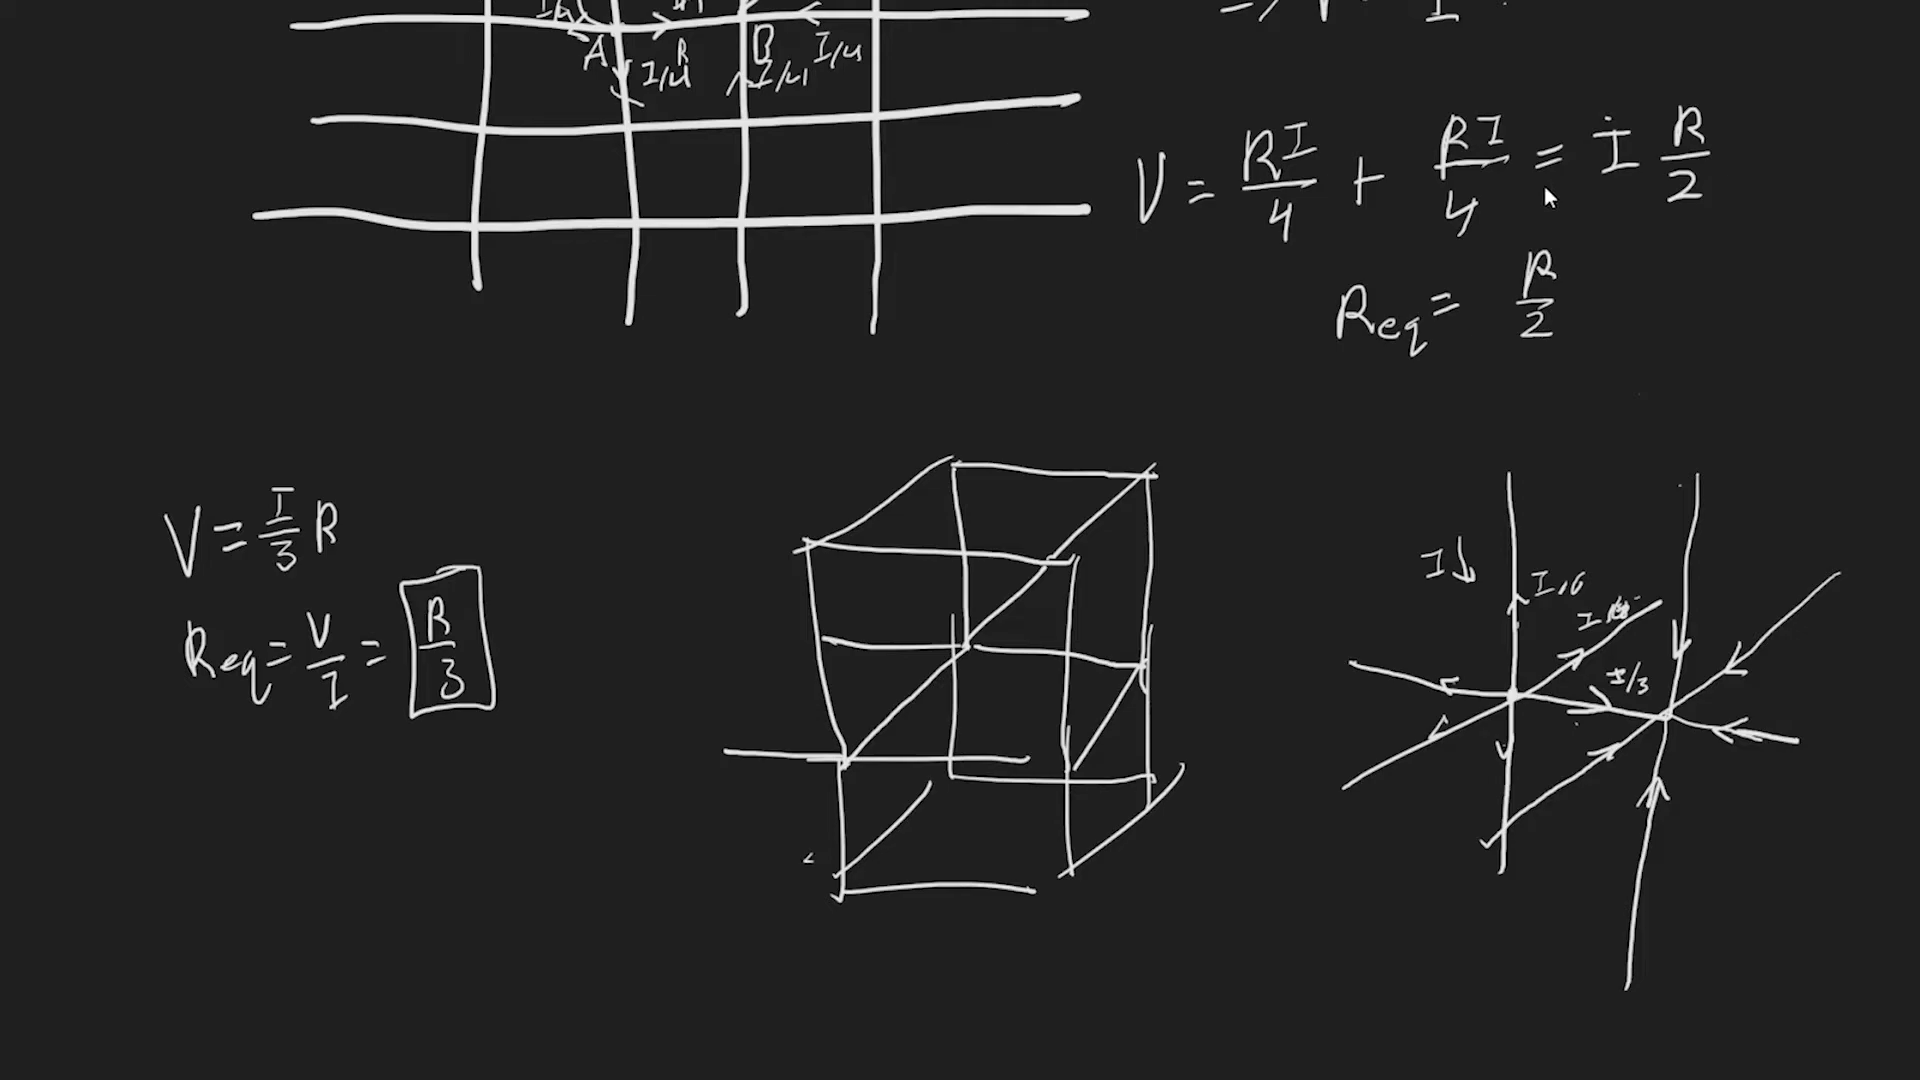 A R B
I/4 I/4 I/4
V = RI/4 + RI/4 = I R/2
Req = R/2
V = I/3 R
Req = V/I = R/3
I↓ I/6
I/3